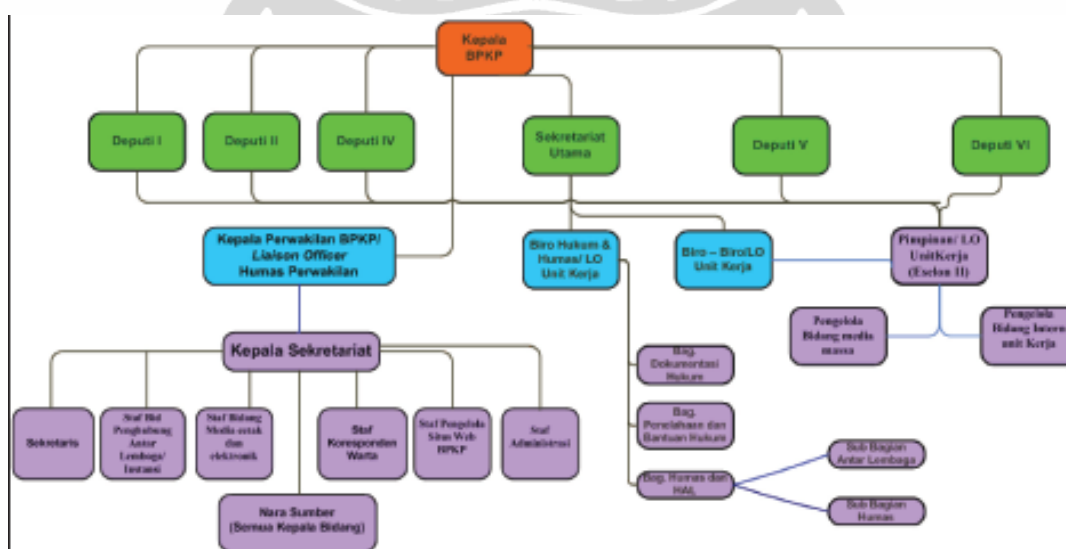 Kepala
BPKP
Deputi I
Deputi II
Deputi IV
Sekretariat
Utama
Deputi V
Deputi VI
Kepala Perwakilan BPKP/
Liaison Officer
Humas Perwakilan
Biro Hukum &
Humas/ LO
Unit Kerja
Biro – Biro/LO
Unit Kerja
Pimpinan/ LO
UnitKerja
(Eselon II)
Pengelola
Bidang media
massa
Pengelola
Bidang Intern
unit Kerja
Kepala Sekretariat
Bag.
Dokumentasi
Hukum
Sekretaris
Staf Bid
Penghubung
Antar
Lembaga/
Instansi
Staf Bidang
Media cetak
dan
elektronik
Staf
Koresponden
Warta
Staf Pengelola
Situs Web
BPKP
Staf
Administrasi
Bag.
Penelahaan dan
Bantuan Hukum
Bag. Humas dan
HAL
Sub Bagian
Antar Lembaga
Sub Bagian
Humas
Nara Sumber
(Semua Kepala Bidang)